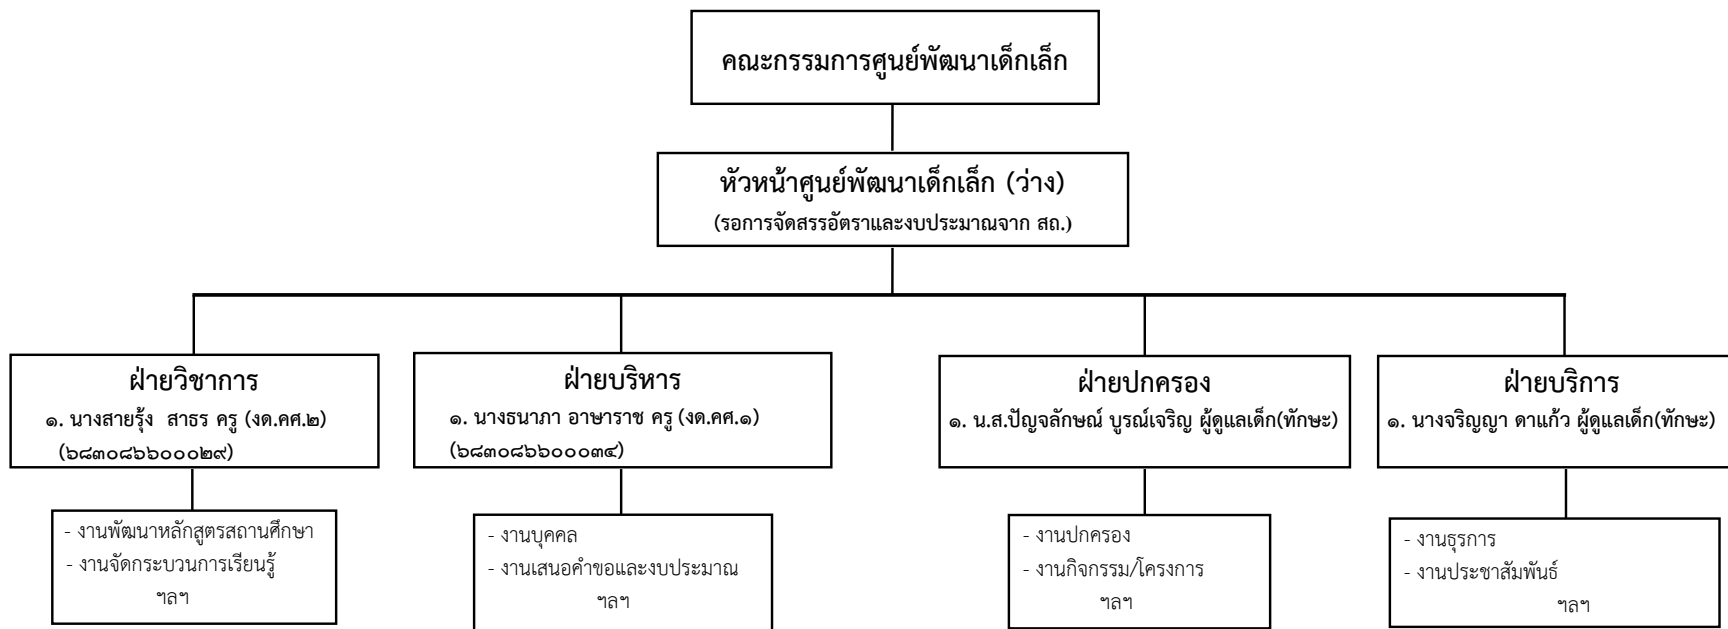 คณะกรรมการศูนย์พัฒนาเด็กเล็ก
หัวหน้าศูนย์พัฒนาเด็กเล็ก (ว่าง)
(รอการจัดสรรอัตราและงบประมาณจาก สถ.)
ฝ่ายวิชาการ
๑. นางสายรุ้ง สาธร ครู (งด.คศ.๒)
(๖๘๓๐๘๖๖๐๐๐๒๙)
- งานพัฒนาหลักสูตรสถานศึกษา
- งานจัดกระบวนการเรียนรู้
ฯลฯ
ฝ่ายบริหาร
๑. นางธนาภา อาษาราช ครู (งด.คศ.๑)
(๖๘๓๐๘๖๖๐๐๐๓๔)
- งานบุคคล
- งานเสนอคำขอและงบประมาณ
ฯลฯ
ฝ่ายปกครอง
๑. น.ส.ปัญจลักษณ์ บูรณ์เจริญ ผู้ดูแลเด็ก(ทักษะ)
- งานปกครอง
- งานกิจกรรม/โครงการ
ฯลฯ
ฝ่ายบริการ
๑. นางจริญญา ดาแก้ว ผู้ดูแลเด็ก(ทักษะ)
- งานธุรการ
- งานประชาสัมพันธ์
ฯลฯ